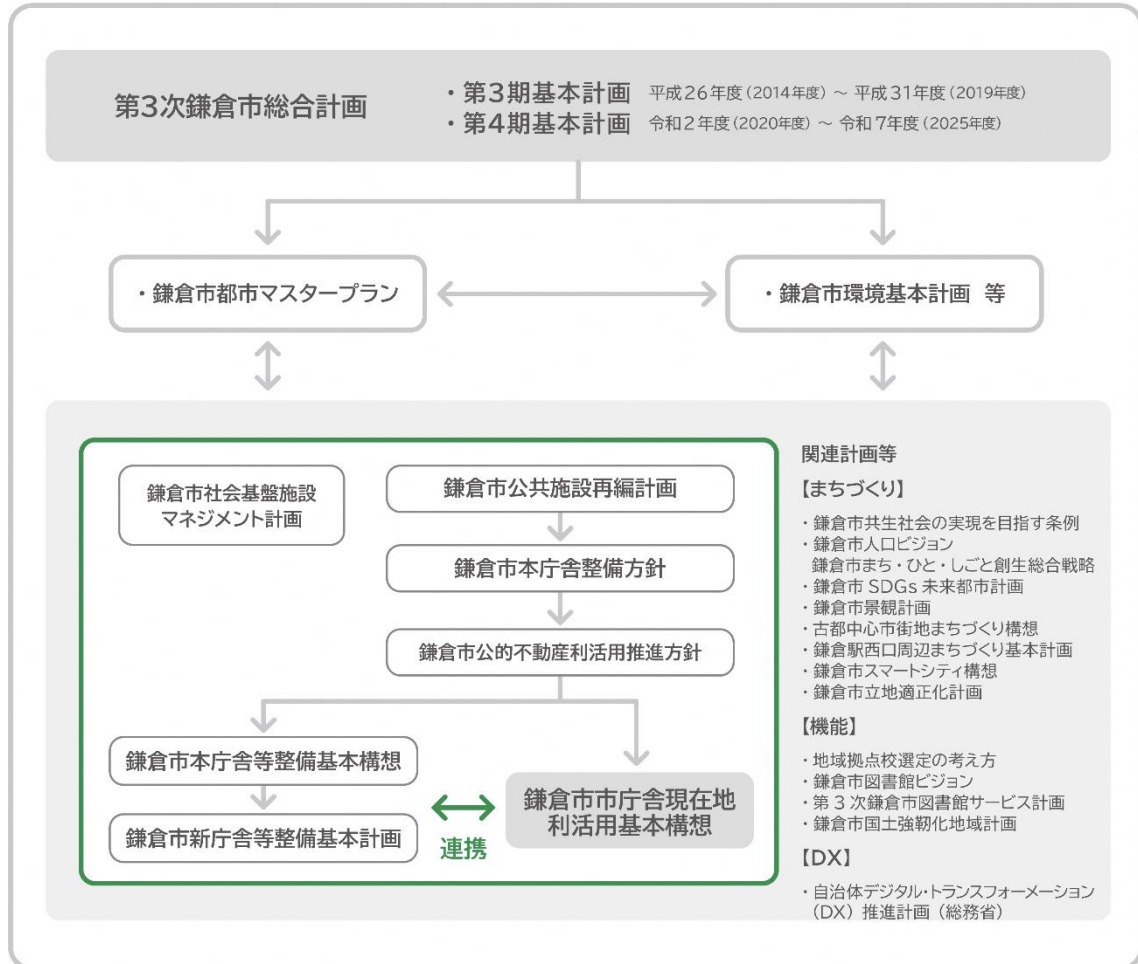 第3次鎌倉市総合計画
・第3期基本計画 平成26年度(2014年度) ～ 平成31年度(2019年度)
・第4期基本計画 令和2年度(2020年度) ～ 令和7年度(2025年度)
・鎌倉市都市マスタープラン
・鎌倉市環境基本計画 等
鎌倉市社会基盤施設
マネジメント計画
鎌倉市公共施設再編計画
鎌倉市本庁舎整備方針
鎌倉市公的不動産利活用推進方針
鎌倉市本庁舎等整備基本構想
鎌倉市新庁舎等整備基本計画
連携
鎌倉市市庁舎現在地
利活用基本構想
関連計画等
【まちづくり】
・鎌倉市共生社会の実現を目指す条例
・鎌倉市人口ビジョン
鎌倉市まち・ひと・しごと創生総合戦略
・鎌倉市 SDGs 未来都市計画
・鎌倉市景観計画
・古都中心市街地まちづくり構想
・鎌倉駅西口周辺まちづくり基本計画
・鎌倉市スマートシティ構想
・鎌倉市立地適正化計画
【機能】
・地域拠点校選定の考え方
・鎌倉市図書館ビジョン
・第3次鎌倉市図書館サービス計画
・鎌倉市国土強靭化地域計画
【DX】
・自治体デジタル・トランスフォーメーション
(DX) 推進計画 (総務省)